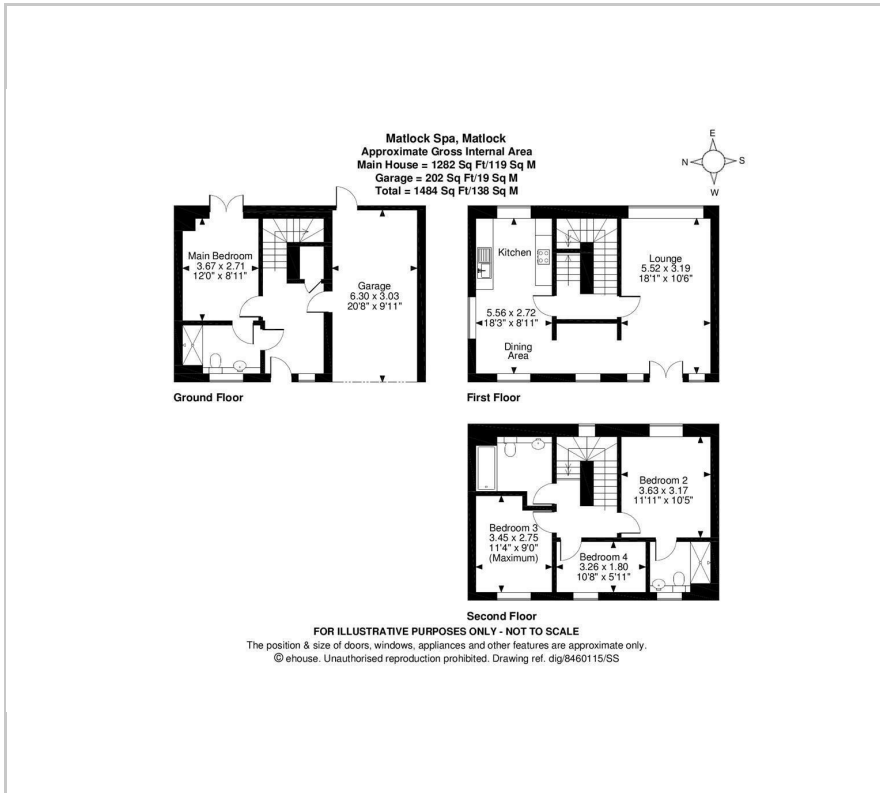 Matlock Spa, Matlock
Approximate Gross Internal Area
Main House = 1282 Sq Ft/119 Sq M
Garage = 202 Sq Ft/19 Sq M
Total = 1484 Sq Ft/138 Sq M
E
N
S
W
Main Bedroom
3.67 x 2.71
12'0" x 8'11"
Garage
6.30 x 3.03
20'8" x 9'11"
Ground Floor
Kitchen
5.56 x 2.72
18'3" x 8'11"
Dining
Area
Lounge
5.52 x 3.19
18'1" x 10'6"
First Floor
Bedroom 2
3.63 x 3.17
11'11" x 10'5"
Bedroom 3
3.45 x 2.75
11'4" x 9'0"
(Maximum)
Bedroom 4
3.26 x 1.80
10'8" x 5'11"
Second Floor
FOR ILLUSTRATIVE PURPOSES ONLY - NOT TO SCALE
The position & size of doors, windows, appliances and other features are approximate only.
© ehouse. Unauthorised reproduction prohibited. Drawing ref. dig/8460115/SS